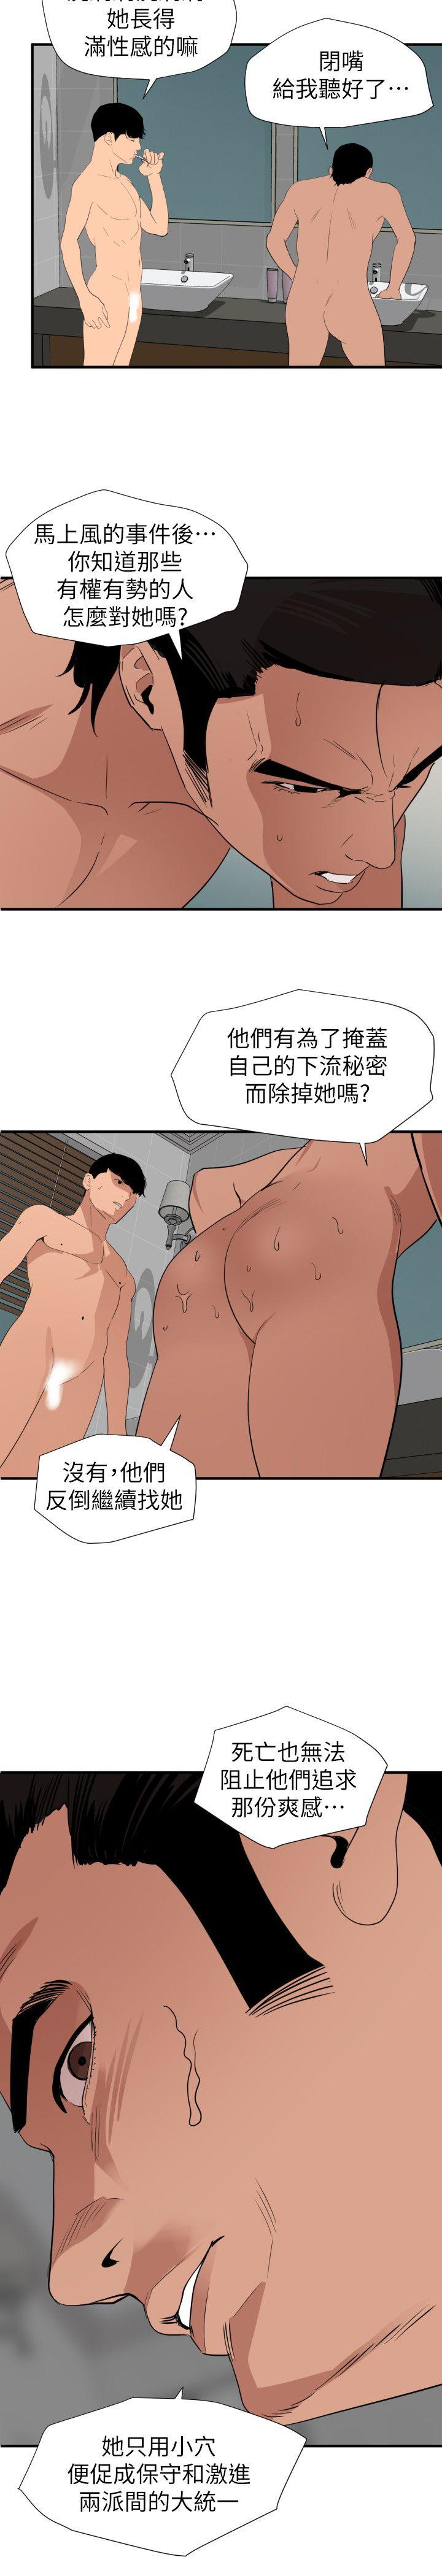 她長得
滿性感的嘛
閉嘴
給我聽好了⋯
馬上風的事件後⋯
你知道那些
有權有勢的人
怎麼對她嗎?
他們有為了掩蓋
自己的下流秘密
而除掉她嗎?
沒有,他們
反倒繼續找她
死亡也無法
阻止他們追求
那份爽感⋯
她只用小穴
便促成保守和激進
兩派間的大統一